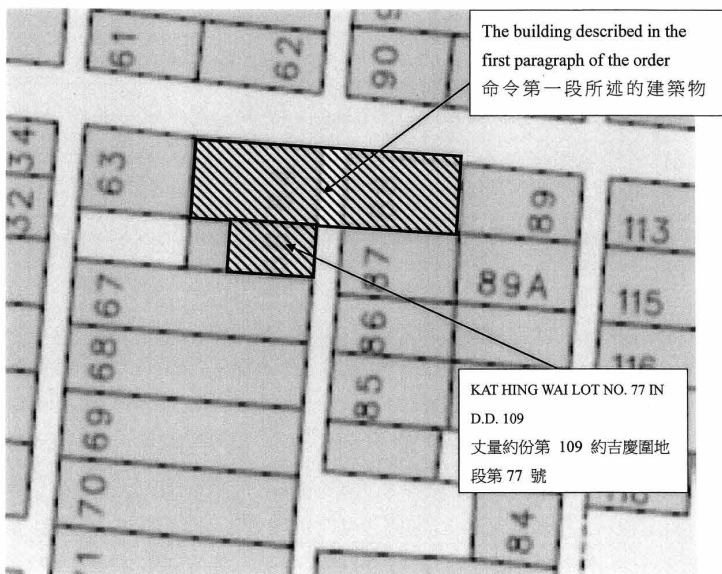 The building described in the
first paragraph of the order
命令第一段所述的建築物
61
62
90
34
32
63
89
113
87
67
89A
115
86
68
116
85
69
KAT HING WAI LOT NO. 77 IN
D.D. 109
丈量約份第 109 約吉慶圍地
段第 77 號
70
84